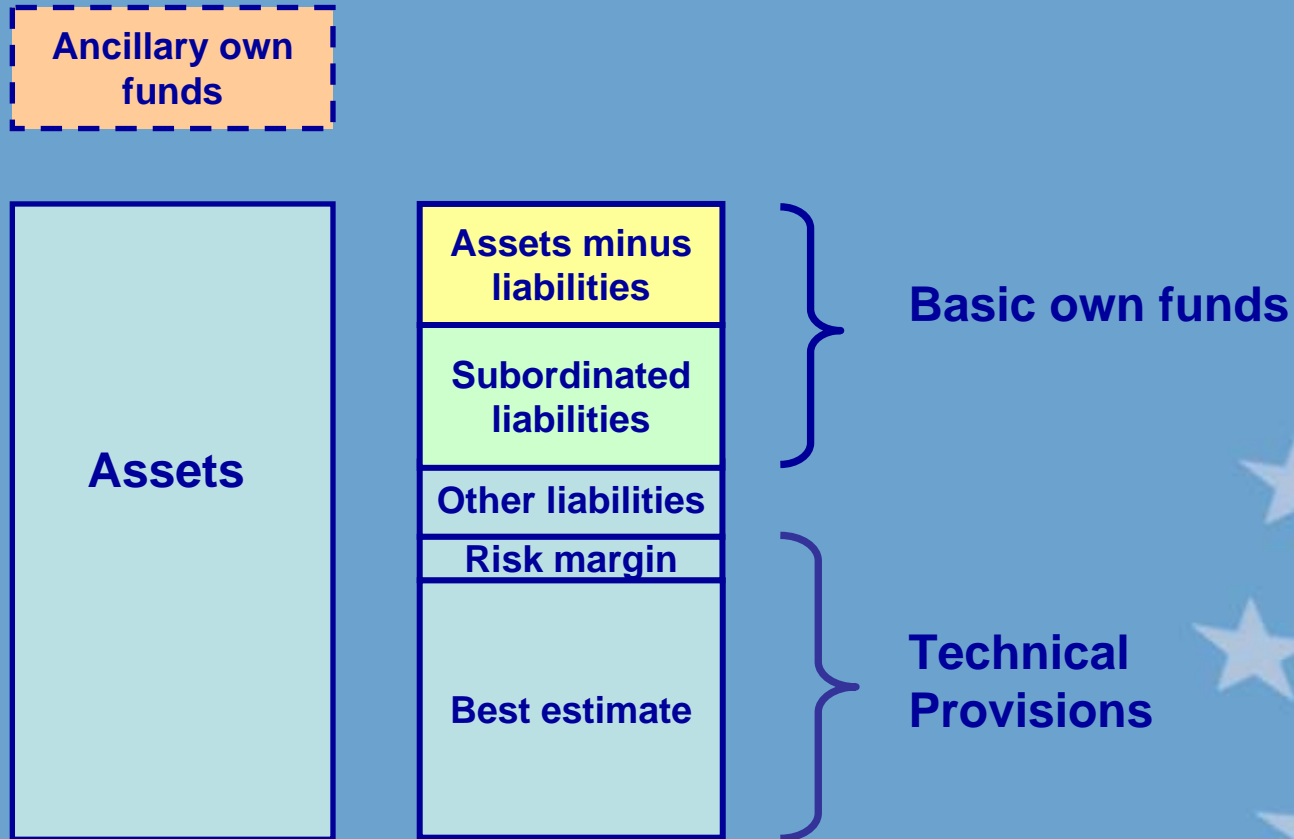 Ancillary own
funds
Assets
Assets minus
liabilities
Subordinated
liabilities
Other liabilities
Risk margin
Best estimate
Basic own funds
Technical
Provisions